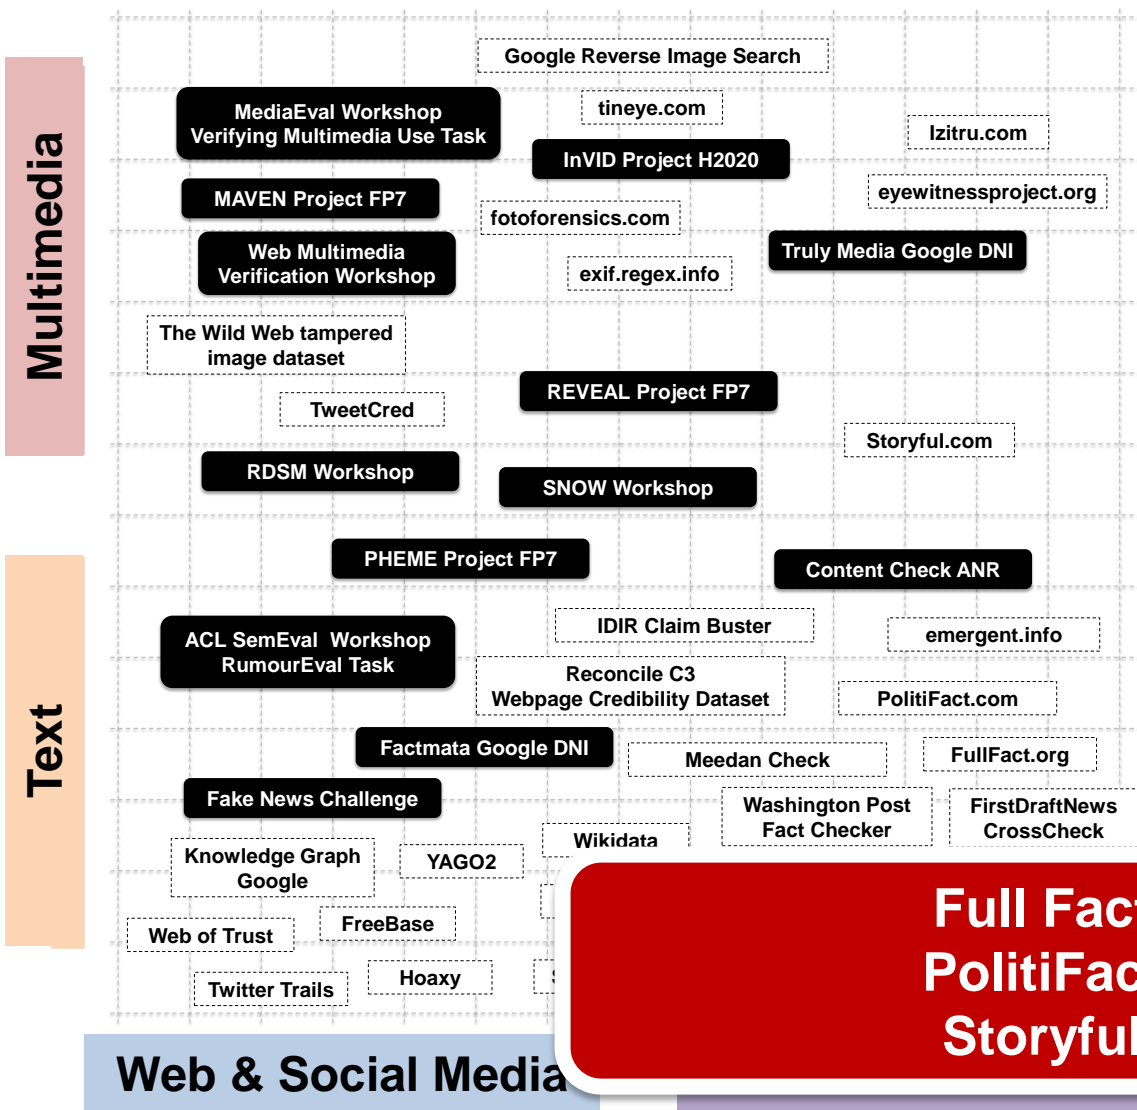 Multimedia
Google Reverse Image Search
MediaEval Workshop
Verifying Multimedia Use Task
tineye.com
Izitru.com
InVID Project H2020
MAVEN Project FP7
eyewitnessproject.org
fotoforensics.com
Web Multimedia
Verification Workshop
Truly Media Google DNI
exif.regex.info
The Wild Web tampered
image dataset
REVEAL Project FP7
TweetCred
Storyful.com
RDSM Workshop
SNOW Workshop
Text
PHEME Project FP7
Content Check ANR
ACL SemEval Workshop
RumourEval Task
IDIR Claim Buster
emergent.info
Reconcile C3
Webpage Credibility Dataset
PolitiFact.com
Factmata Google DNI
Meedan Check
FullFact.org
Fake News Challenge
Washington Post
Fact Checker
FirstDraftNews
CrossCheck
Wikidata
Knowledge Graph
Google
YAGO2
FreeBase
Web of Trust
Hoaxy
Twitter Trails
Full Fact
PolitiFac
Storyful
Web & Social Media